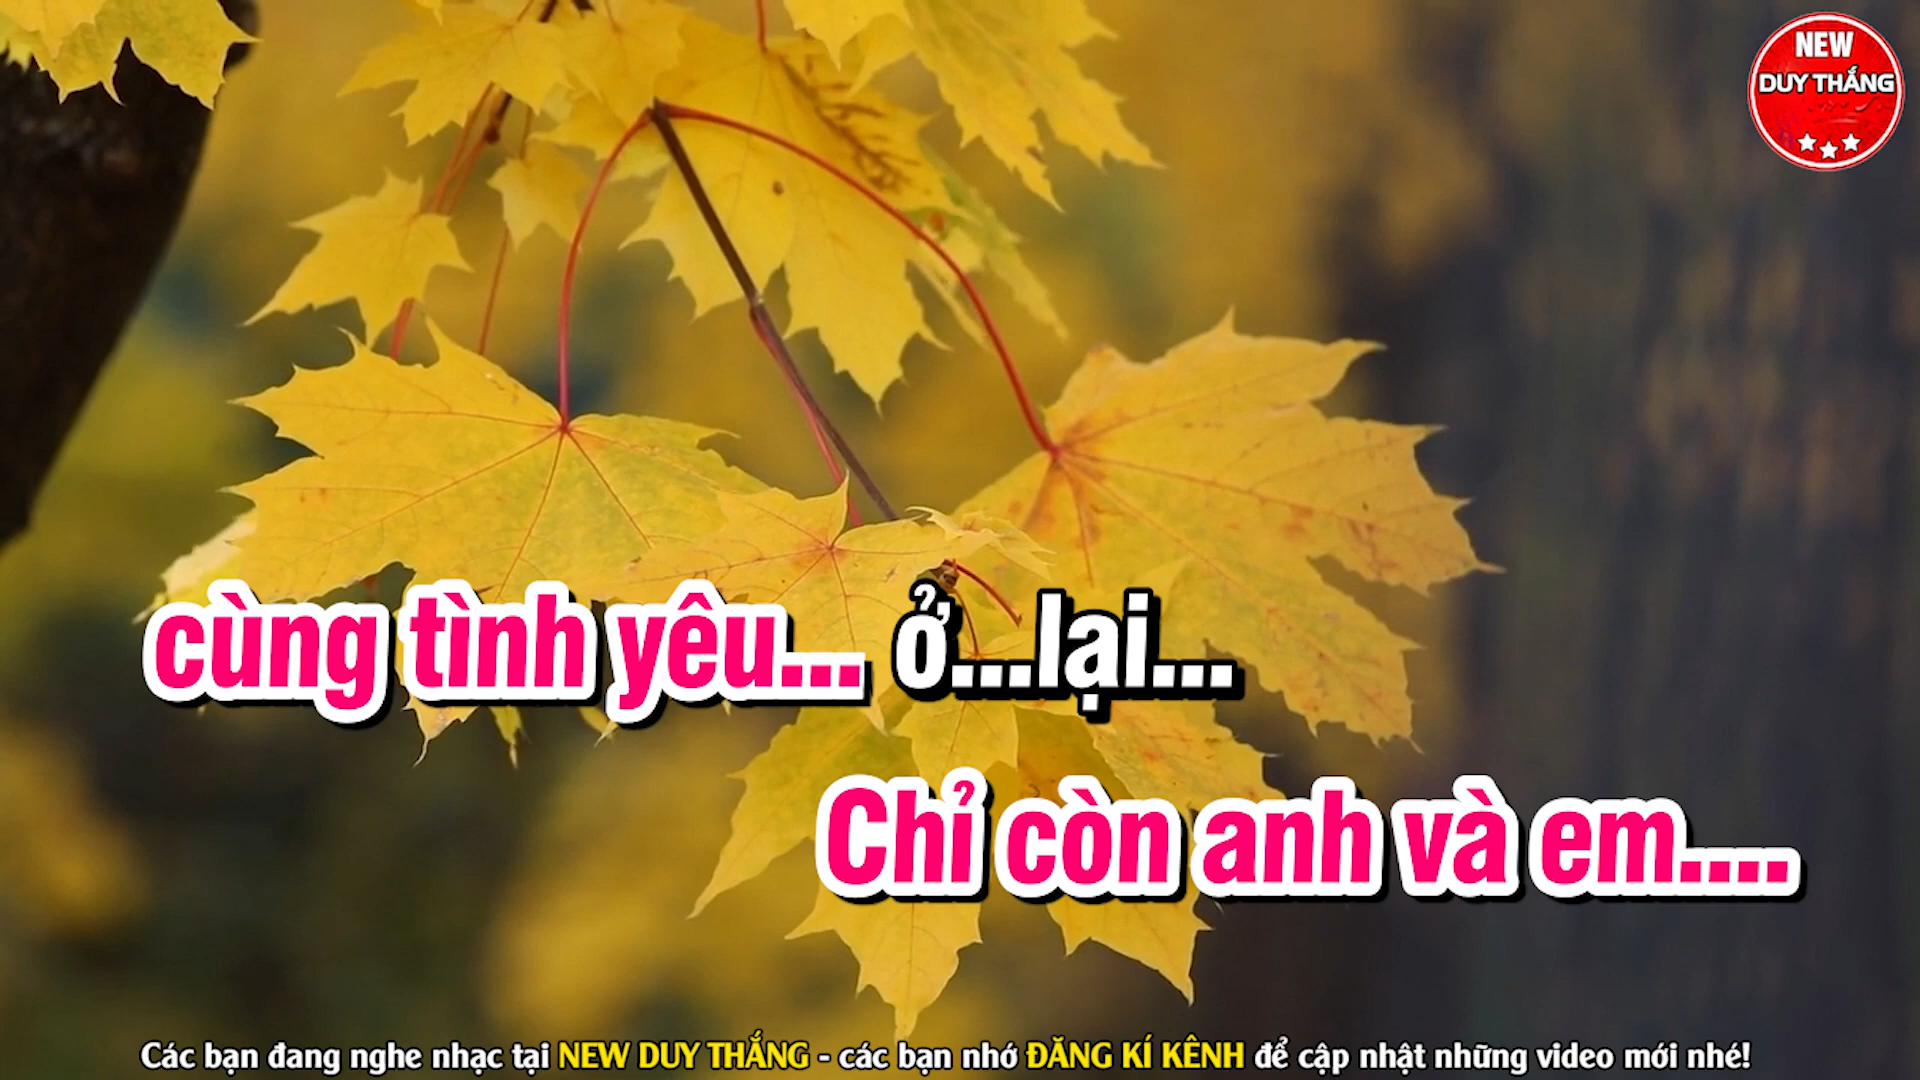 NEW
DUY THẮNG
cùng tình yêu... ở...lại...
Chỉ còn anh và em....
Các bạn đang nghe nhạc tại NEW DUY THẮNG - các bạn nhớ ĐĂNG KÍ KÊNH để cập nhật những video mới nhé!